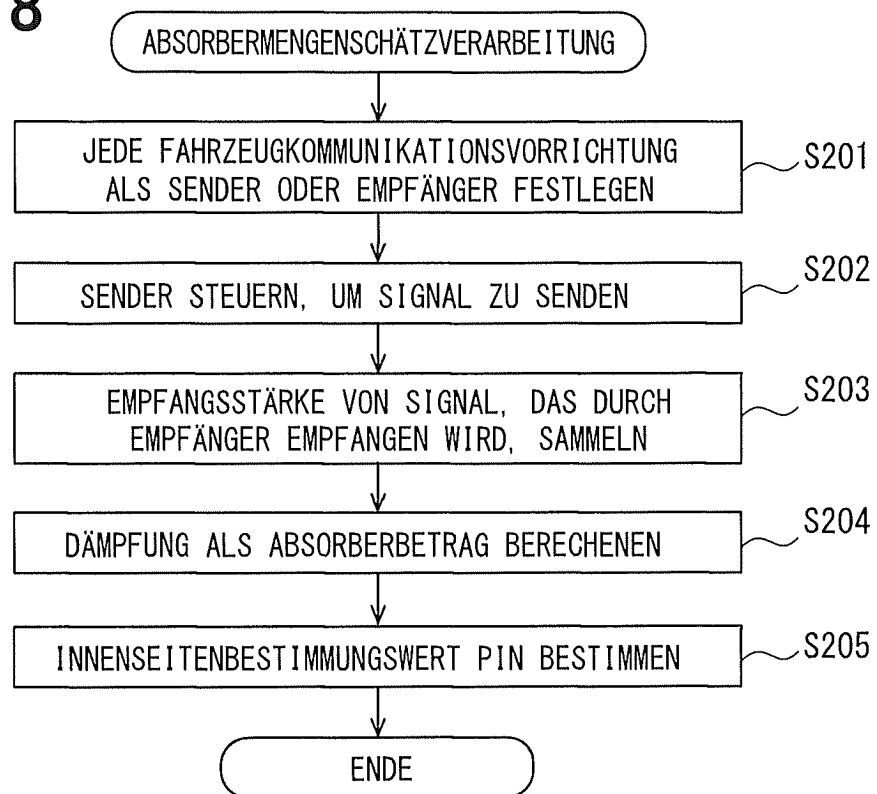 8
ABSORBERMENGENSCHÄTZVERARBEITUNG
JEDE FAHRZEUGKOMMUNIKATIONSVORRICHTUNG
ALS SENDER ODER EMPFÄNGER FESTLEGEN
S201
SENDER STEUERN, UM SIGNAL ZU SENDEN
S202
EMPFANGSSTÄRKE VON SIGNAL, DAS DURCH
EMPFÄNGER EMPFANGEN WIRD, SAMMELN
S203
DÄMPFUNG ALS ABSORBERBETRAG BERECHENEN
S204
INNENSEITENBESTIMMUNGSWERT PIN BESTIMMEN
S205
ENDE